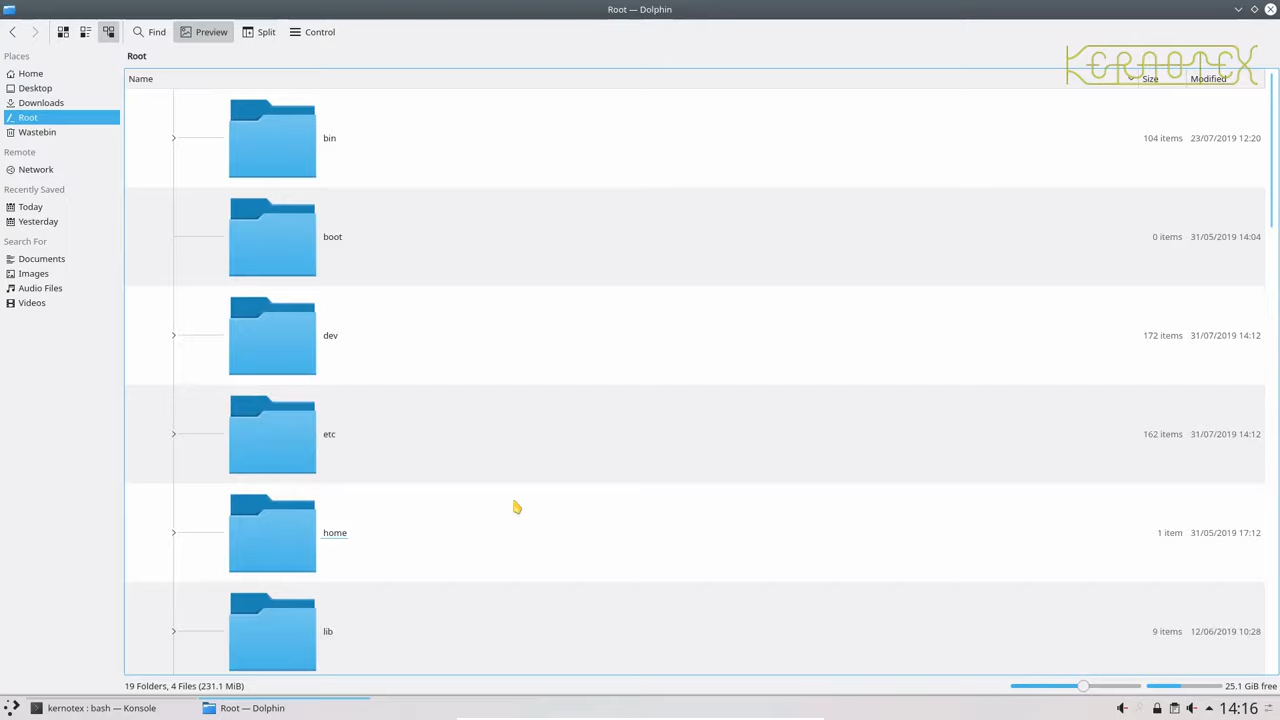 Root — Dolphin
Find
Preview
Split
Control
Places
Home
Desktop
Downloads
Root
Wastebin
Remote
Network
Recently Saved
Today
Yesterday
Search For
Documents
Images
Audio Files
Videos
Root
KERNOTEX
Name Size Modified
bin 104 items 23/07/2019 12:20
boot 0 items 31/05/2019 14:04
dev 172 items 31/07/2019 14:12
etc 162 items 31/07/2019 14:12
home 1 item 31/05/2019 17:12
lib 9 items 12/06/2019 10:28
19 Folders, 4 Files (231.1 MiB) 25.1 GiB free
kernotex : bash — Konsole Root — Dolphin 14:16